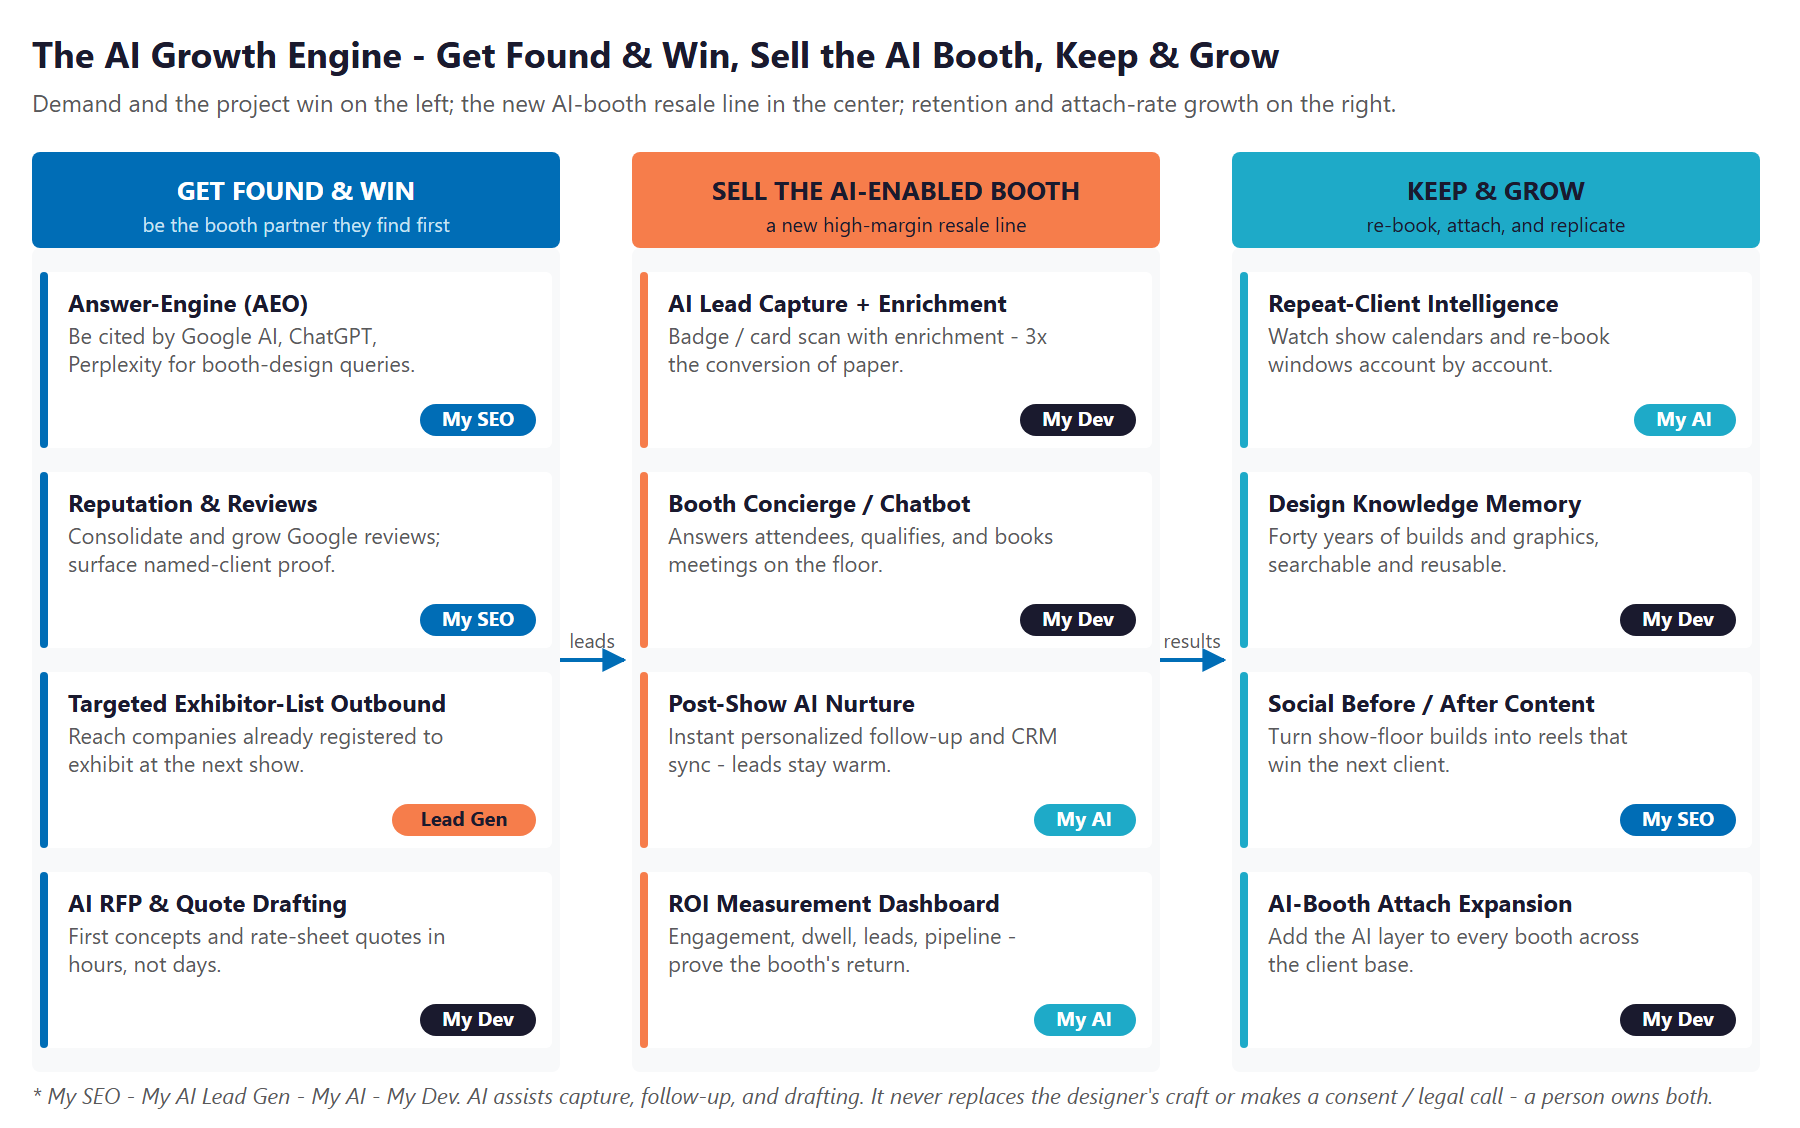 The AI Growth Engine - Get Found & Win, Sell the AI Booth, Keep & Grow
Demand and the project win on the left; the new AI-booth resale line in the center; retention and attach-rate growth on the right.
GET FOUND & WIN
be the booth partner they find first
Answer-Engine (AEO)
Be cited by Google AI, ChatGPT,
Perplexity for booth-design queries.
My SEO
Reputation & Reviews
Consolidate and grow Google reviews;
surface named-client proof.
My SEO
Targeted Exhibitor-List Outbound
Reach companies already registered to
exhibit at the next show.
Lead Gen
AI RFP & Quote Drafting
First concepts and rate-sheet quotes in
hours, not days.
My Dev
leads
SELL THE AI-ENABLED BOOTH
a new high-margin resale line
AI Lead Capture + Enrichment
Badge / card scan with enrichment - 3x
the conversion of paper.
My Dev
Booth Concierge / Chatbot
Answers attendees, qualifies, and books
meetings on the floor.
My Dev
Post-Show AI Nurture
Instant personalized follow-up and CRM
sync - leads stay warm.
My AI
ROI Measurement Dashboard
Engagement, dwell, leads, pipeline -
prove the booth's return.
My AI
results
KEEP & GROW
re-book, attach, and replicate
Repeat-Client Intelligence
Watch show calendars and re-book
windows account by account.
My AI
Design Knowledge Memory
Forty years of builds and graphics,
searchable and reusable.
My Dev
Social Before / After Content
Turn show-floor builds into reels that
win the next client.
My SEO
AI-Booth Attach Expansion
Add the AI layer to every booth across
the client base.
My Dev
* My SEO - My AI Lead Gen - My AI - My Dev. AI assists capture, follow-up, and drafting. It never replaces the designer's craft or makes a consent / legal call - a person owns both.